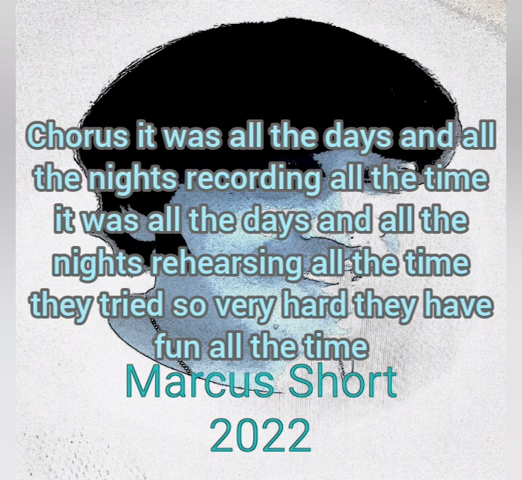 Chorus it was all the days and all
the nights recording all the time
it was all the days and all the
nights rehearsing all the time
they tried so very hard they have
fun all the time
Marcus Short
2022